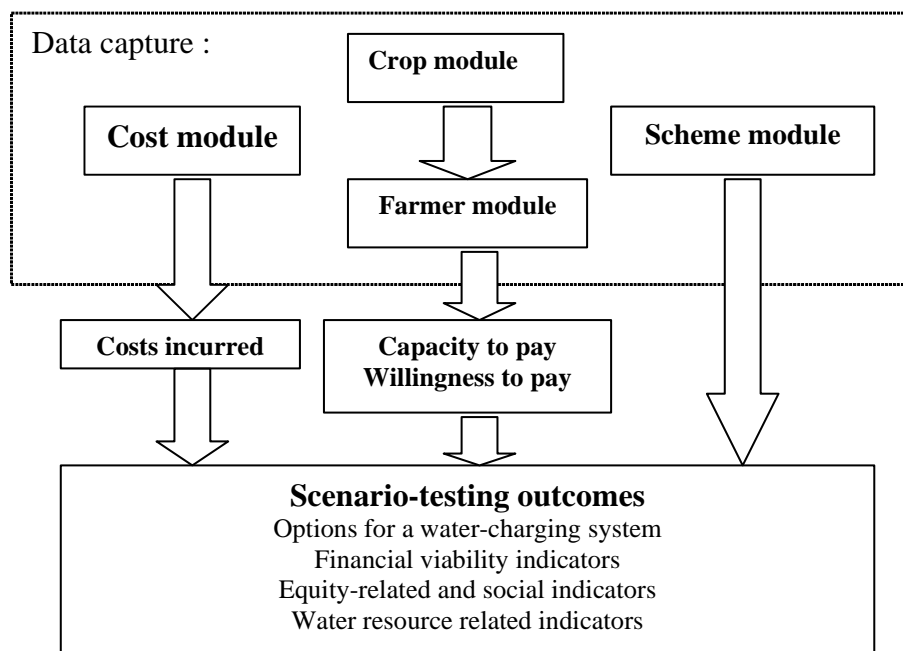 Data capture :
Crop module
Cost module
Scheme module
Farmer module
Costs incurred
Capacity to pay
Willingness to pay
Scenario-testing outcomes
Options for a water-charging system
Financial viability indicators
Equity-related and social indicators
Water resource related indicators